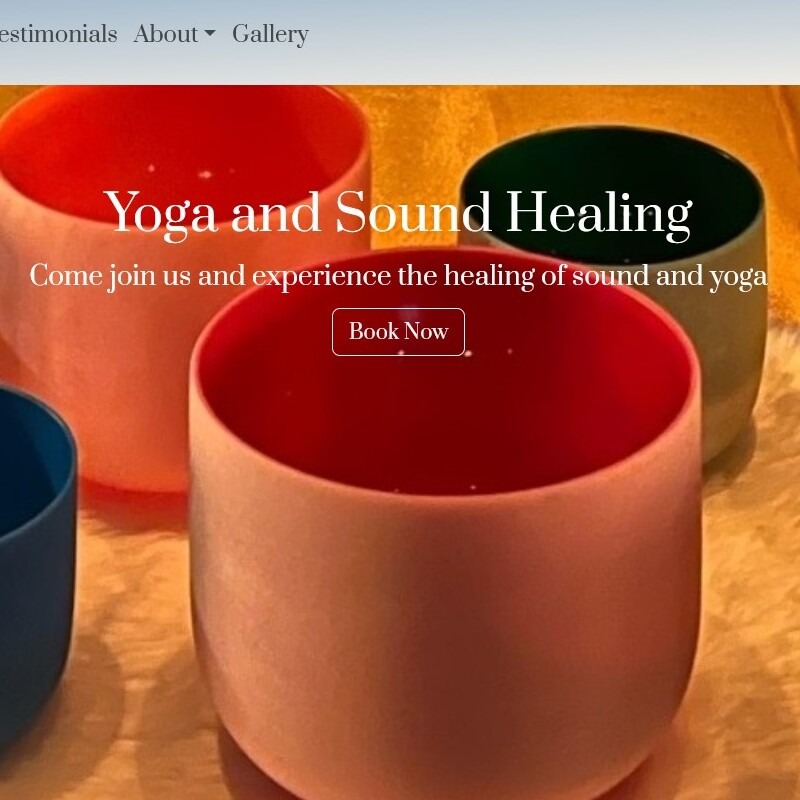 estimonials About Gallery
Yoga and Sound Healing
Come join us and experience the healing of sound and yoga
Book Now